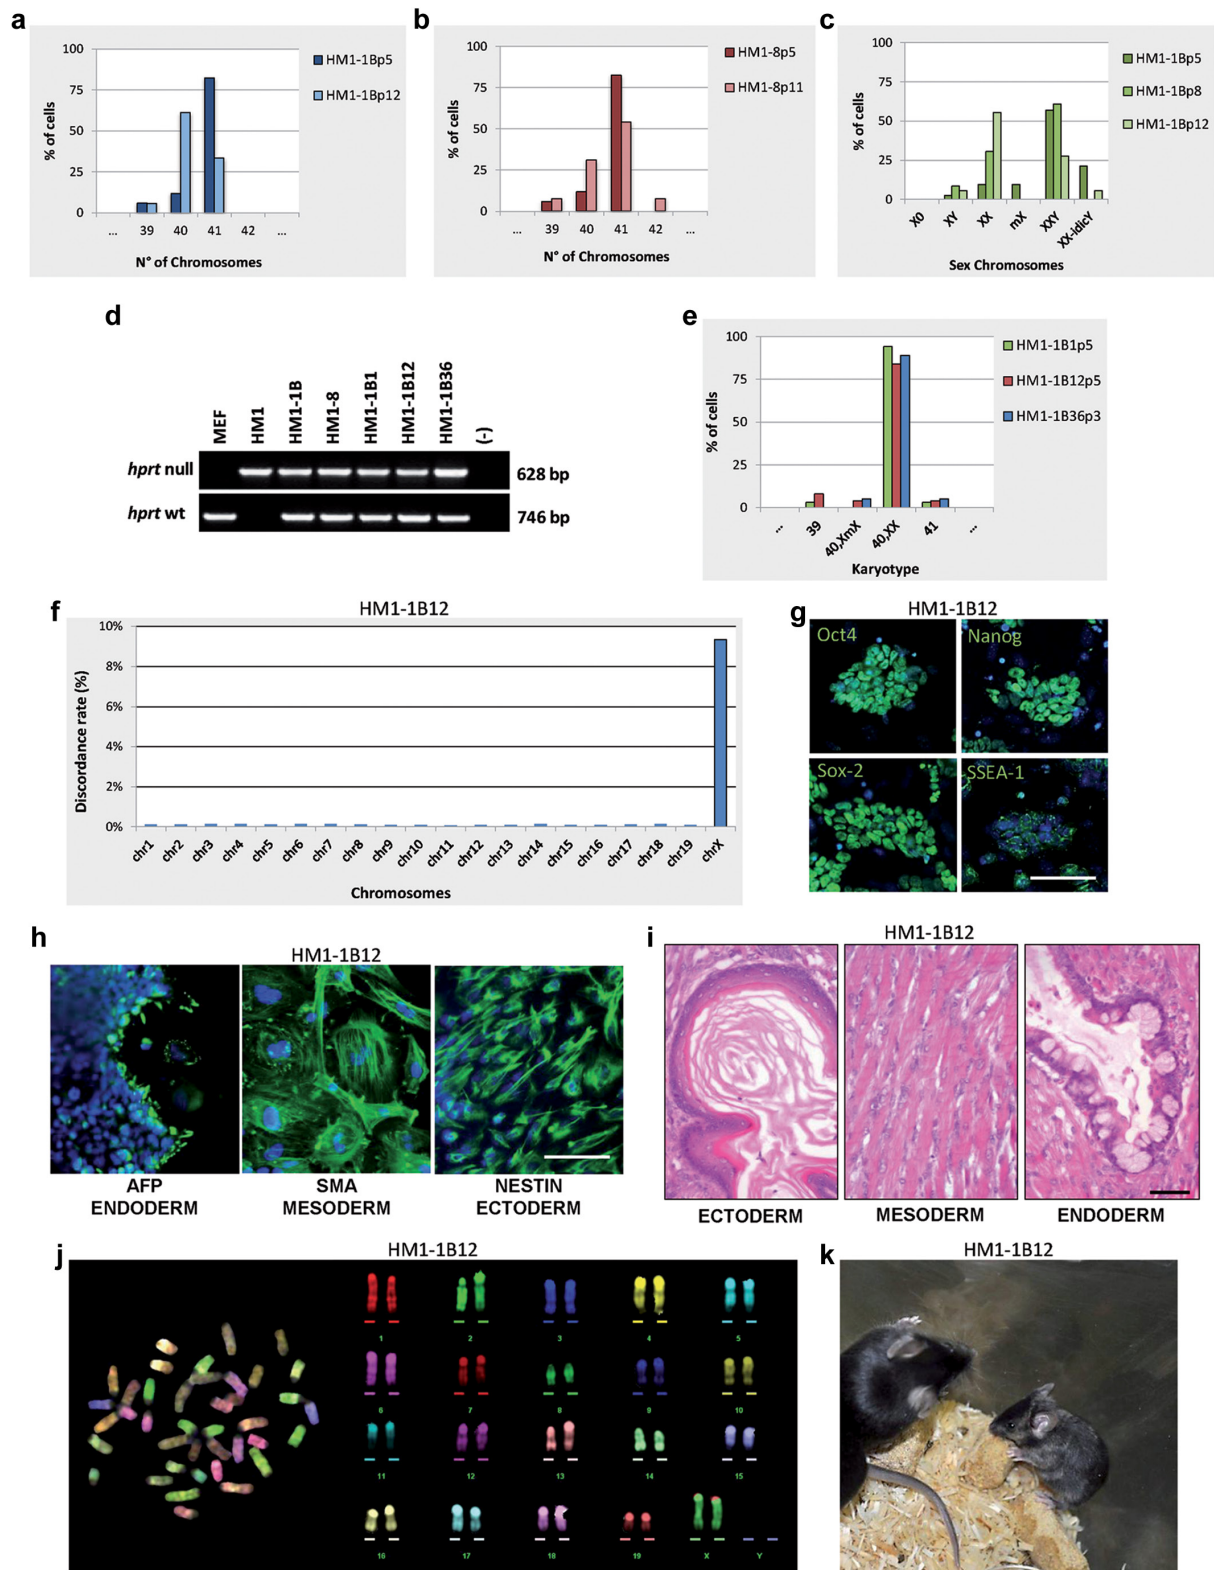 a
100
75
50
25
0
% of cells
... 39 40 41 42 ...
N° of Chromosomes
HM1-1Bp5
HM1-1Bp12
b
100
75
50
25
0
% of cells
... 39 40 41 42 ...
N° of Chromosomes
HM1-8p5
HM1-8p11
c
100
75
50
25
0
% of cells
X0 XY XX mX XXY XX-idicY
Sex Chromosomes
HM1-1Bp5
HM1-1Bp8
HM1-1Bp12
d
MEF HM1 HM1-1B HM1-8 HM1-1B1 HM1-1B12 HM1-1B36 (-)
hprt null 628 bp
hprt wt 746 bp
e
100
75
50
25
0
% of cells
... 39 40,XmX 40,XX 41 ...
Karyotype
HM1-1B1p5
HM1-1B12p5
HM1-1B36p3
f
HM1-1B12
10%
8%
6%
4%
2%
0%
Discordance rate (%)
chr1 chr2 chr3 chr4 chr5 chr6 chr7 chr8 chr9 chr10 chr11 chr12 chr13 chr14 chr15 chr16 chr17 chr18 chr19 chrX
Chromosomes
g
HM1-1B12
Oct4 Nanog
Sox-2 SSEA-1
h
HM1-1B12
AFP SMA NESTIN
ENDODERM MESODERM ECTODERM
i
HM1-1B12
ECTODERM MESODERM ENDODERM
j
HM1-1B12
1 2 3 4 5
6 7 8 9 10
11 12 13 14 15
16 17 18 19 X Y
k
HM1-1B12